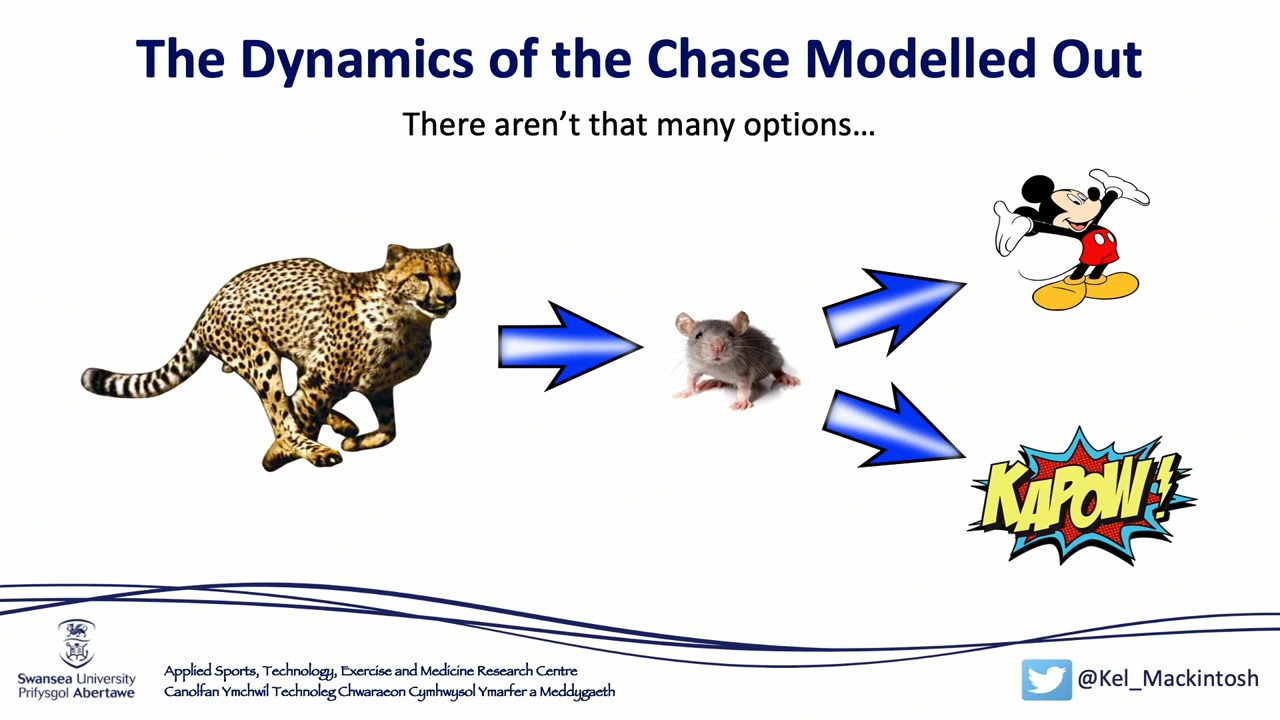 The Dynamics of the Chase Modelled Out
There aren’t that many options…
KAPOW!
Swansea University
Prifysgol Abertawe
Applied Sports, Technology, Exercise and Medicine Research Centre
Canolfan Ymchwil Technoleg Chwaraeon Cymhwysol Ymarfer a Meddygaeth
@Kel_Mackintosh